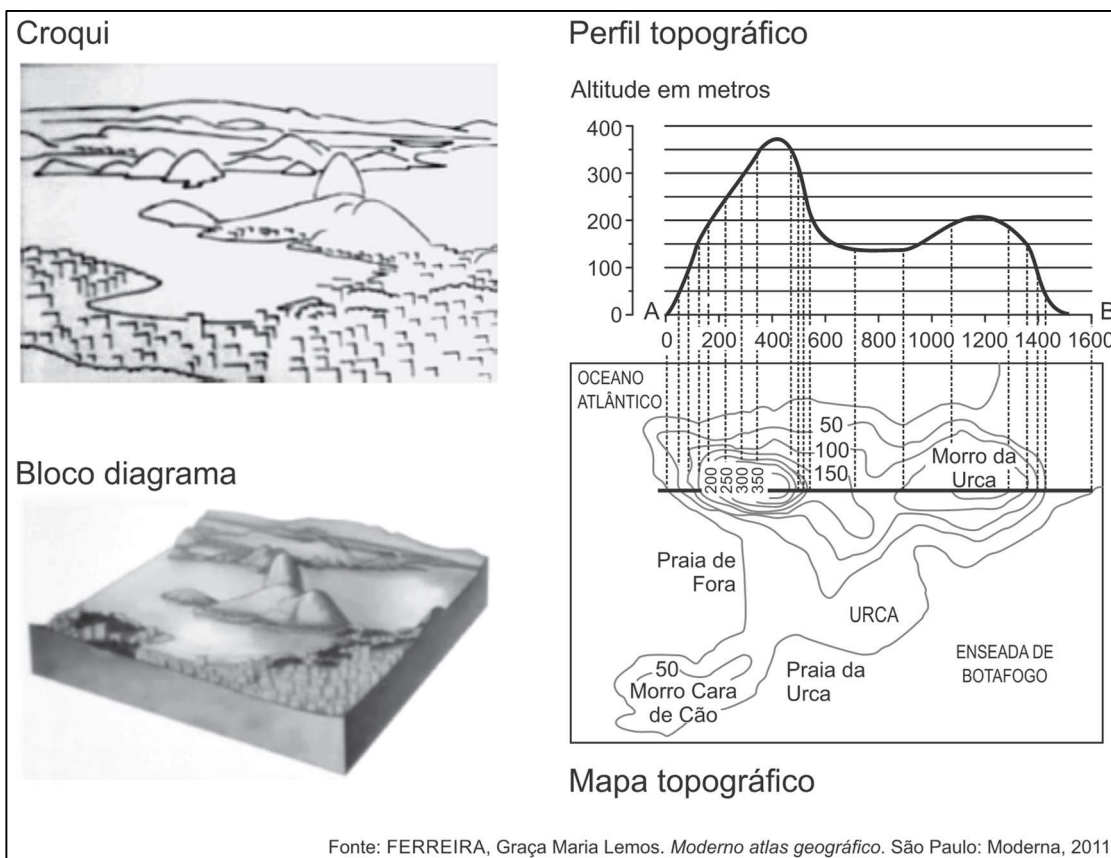 Croqui
Perfil topográfico
Altitude em metros
400
300
200
100
0
A
B
0 200 400 600 800 1000 1200 1400 1600
OCEANO
ATLÂNTICO
50
100
150
200
250
300
350
Morro da
Urca
Praia de
Fora
URCA
ENSEADA DE
BOTAFOGO
50
Morro Cara
de Cão
Praia da
Urca
Bloco diagrama
Mapa topográfico
Fonte: FERREIRA, Graça Maria Lemos. Moderno atlas geográfico. São Paulo: Moderna, 2011